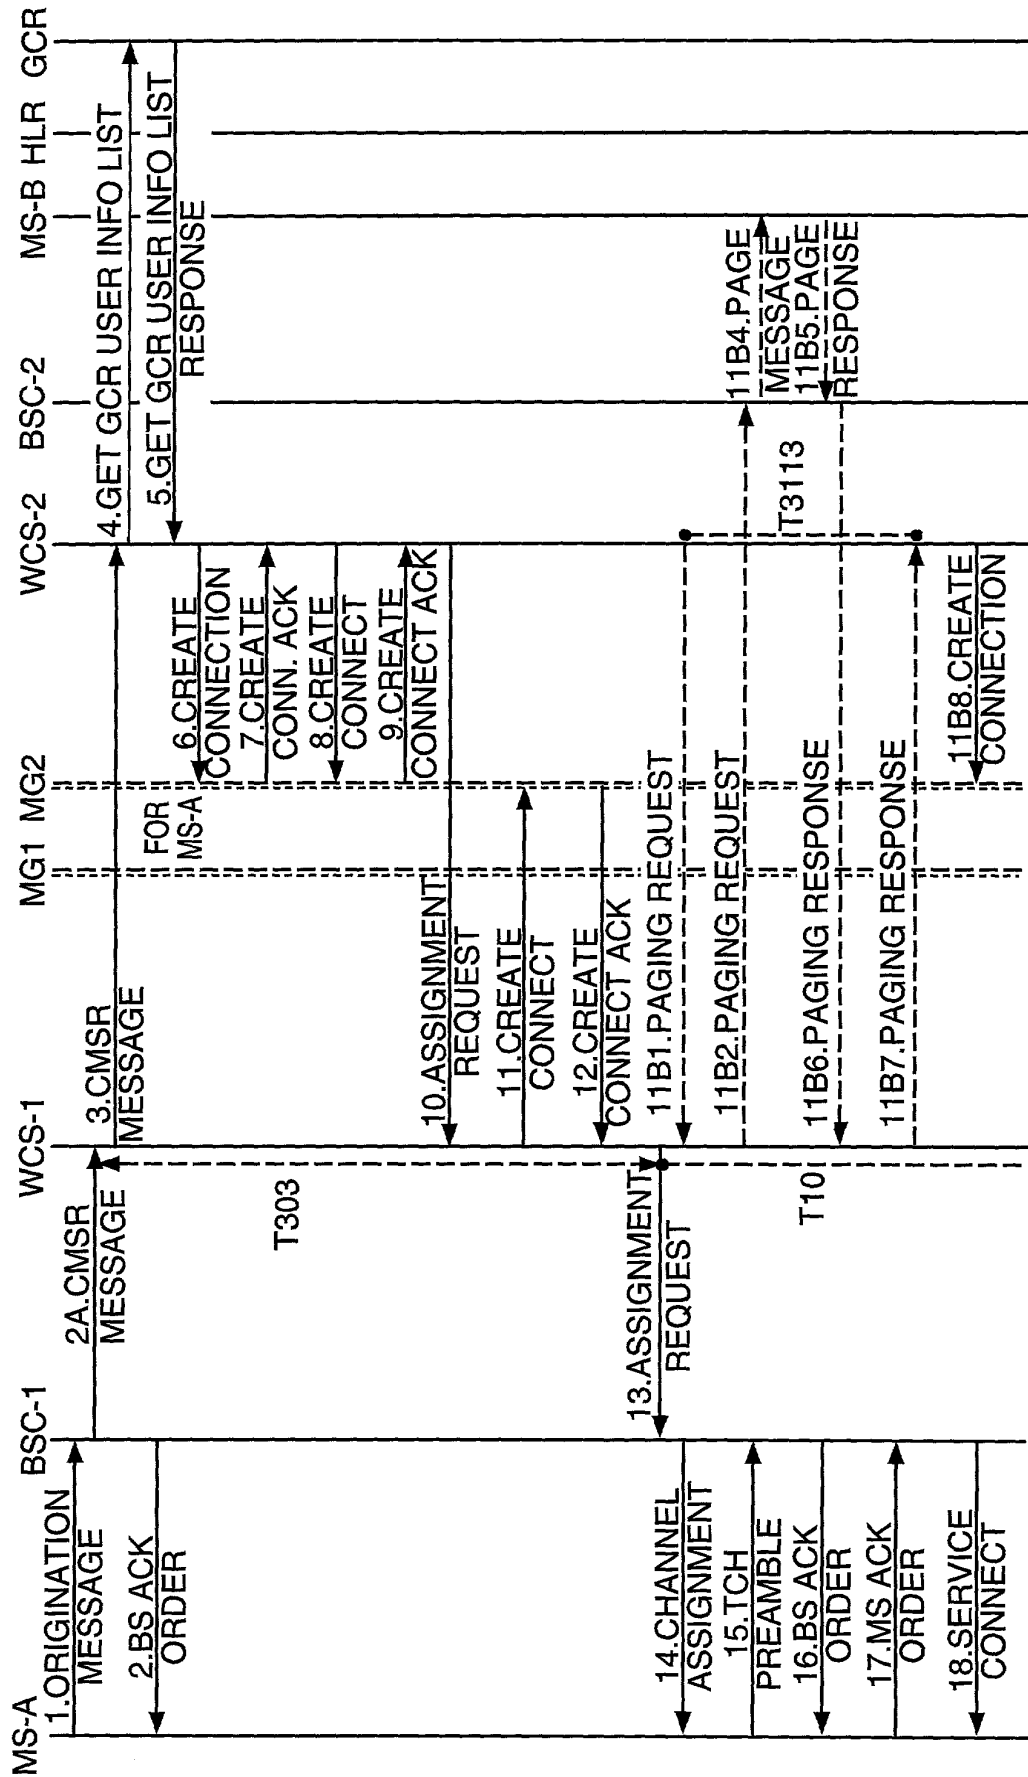 MS-A
BSC-1
WCS-1
MG1
MG2
WCS-2
BSC-2
MS-B
HLR
GCR
1.ORIGINATION
MESSAGE
2A.CMSR
MESSAGE
3.CMSR
MESSAGE
4.GET GCR USER INFO LIST
2.BS ACK
ORDER
5.GET GCR USER INFO LIST
RESPONSE
FOR
MS-A
6.CREATE
CONNECTION
7.CREATE
CONN. ACK
8.CREATE
CONNECT
9.CREATE
CONNECT ACK
T303
10.ASSIGNMENT
REQUEST
11.CREATE
CONNECT
12.CREATE
CONNECT ACK
13.ASSIGNMENT
REQUEST
11B1.PAGING REQUEST
14.CHANNEL
ASSIGNMENT
11B2.PAGING REQUEST
11B4.PAGE
MESSAGE
15.TCH
PREAMBLE
T3113
T10
11B5.PAGE
RESPONSE
16.BS ACK
ORDER
11B6.PAGING RESPONSE
17.MS ACK
ORDER
11B7.PAGING RESPONSE
18.SERVICE
CONNECT
11B8.CREATE
CONNECTION